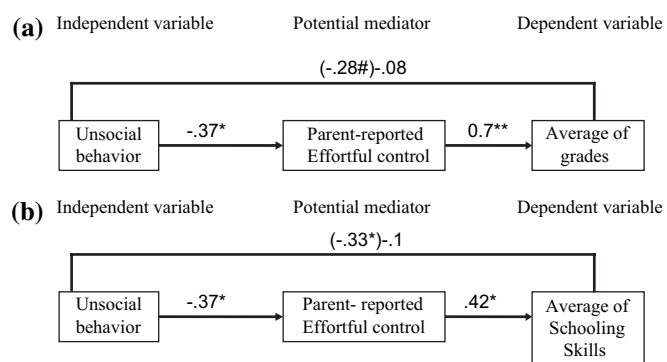 (a) Independent variable Potential mediator Dependent variable
(-.28#)-.08
Unsocial
behavior
-.37*
Parent-reported
Effortful control
0.7**
Average of
grades
(b) Independent variable Potential mediator Dependent variable
(-.33*)-.1
Unsocial
behavior
-.37*
Parent- reported
Effortful control
.42*
Average of
Schooling
Skills